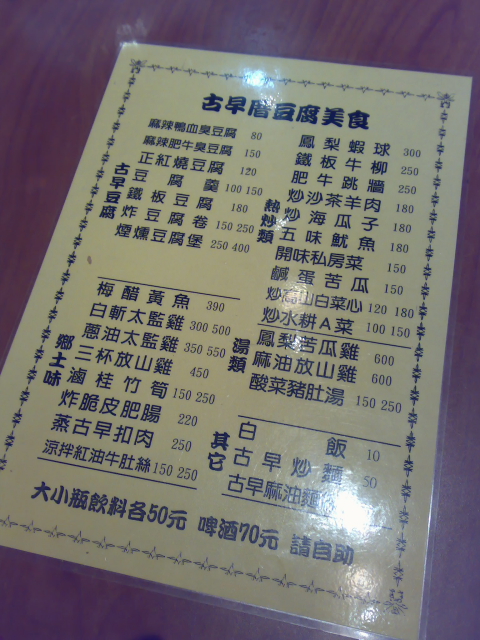 古早厝豆腐美食
古早豆腐
麻辣鴨血臭豆腐 80
麻辣肥牛臭豆腐 150
正紅燒豆腐 120
豆腐羹 100 150
鐵板豆腐 180
炸豆腐卷 150 250
煙燻豆腐堡 250 400
熱炒類
鳳梨蝦球 300
鐵板牛柳 250
肥牛跳牆 250
炒沙茶羊肉 180
炒海瓜子 180
五味魷魚 180
開味私房菜 150
鹹蛋苦瓜 150
炒高山白菜心 120 180
炒水耕A菜 100 150
鄉土味
梅醋黃魚 390
白斬太監雞 300 500
蔥油太監雞 350 550
三杯放山雞 450
滷桂竹筍 150 250
炸脆皮肥腸 220
蒸古早扣肉 250
涼拌紅油牛肚絲 150 250
湯類
鳳梨苦瓜雞 600
麻油放山雞 600
酸菜豬肚湯 150 250
其它
白飯 10
古早炒麵 50
古早麻油麵
大小瓶飲料各50元 啤酒70元 請自助